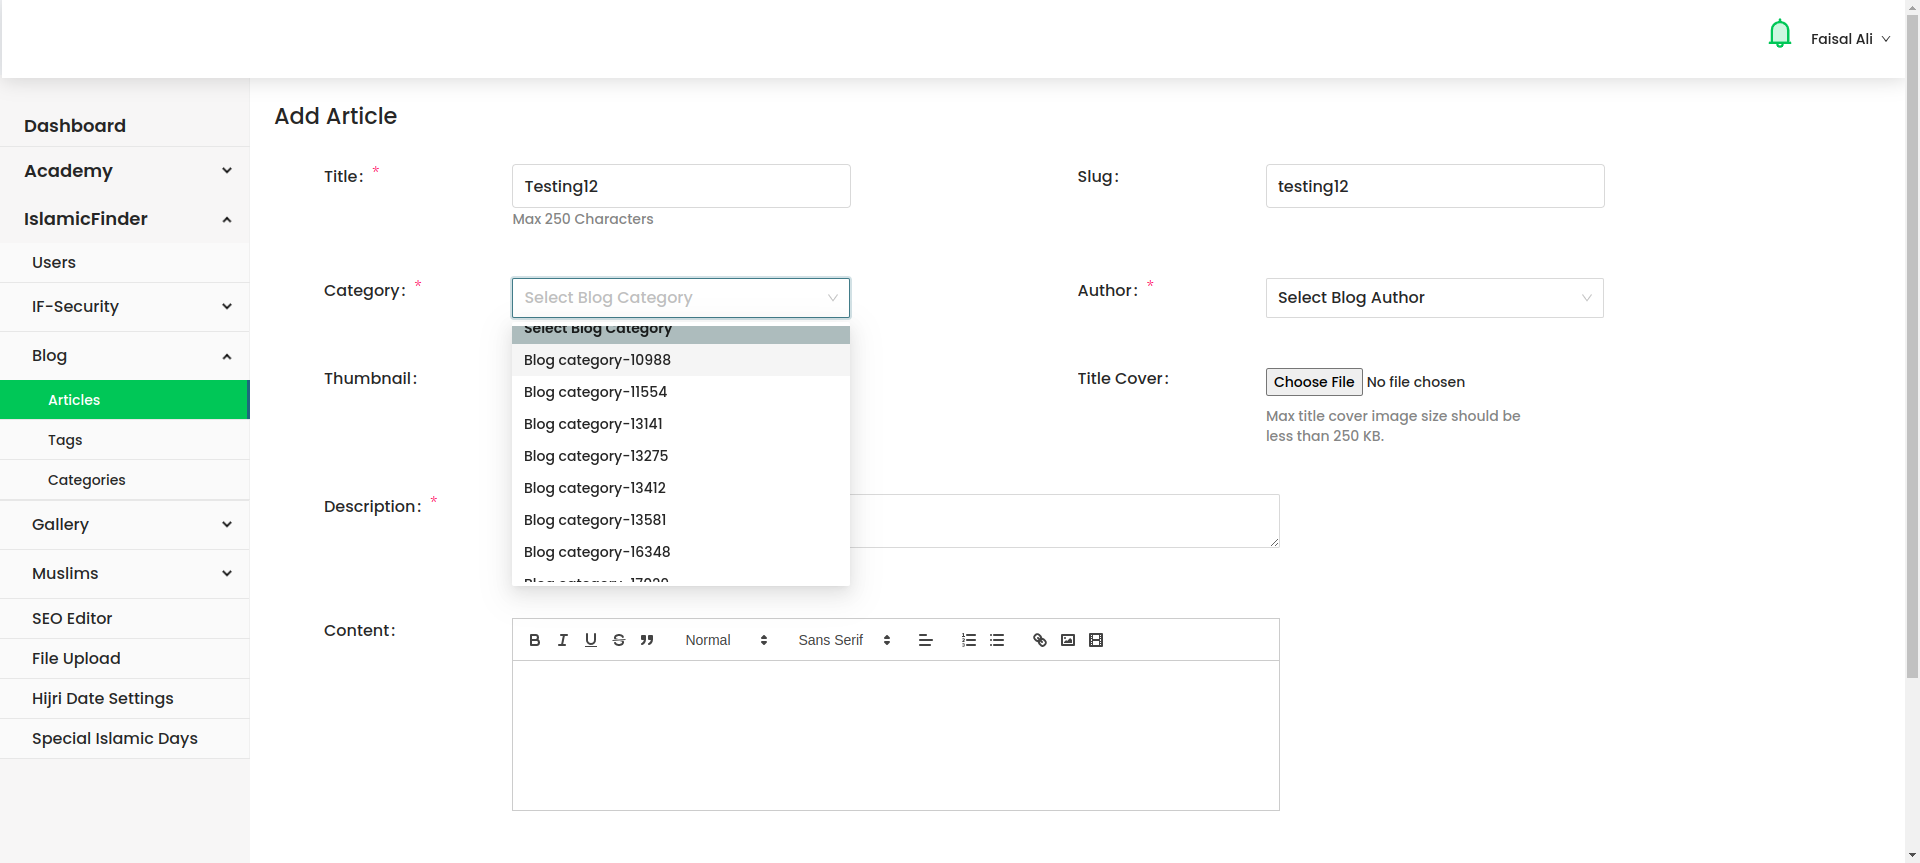 Faisal Ali
Dashboard
Academy
IslamicFinder
Users
IF-Security
Blog
Articles
Tags
Categories
Gallery
Muslims
SEO Editor
File Upload
Hijri Date Settings
Special Islamic Days
Add Article
Title: *
Testing12
Max 250 Characters
Slug:
testing12
Category: *
Select Blog Category
Author: *
Select Blog Author
Select Blog Category
Blog category-10988
Blog category-11554
Blog category-13141
Blog category-13275
Blog category-13412
Blog category-13581
Blog category-16348
Blog
Thumbnail:
Title Cover:
Choose File No file chosen
Max title cover image size should be
less than 250 KB.
Description: *
Content:
Normal Sans Serif